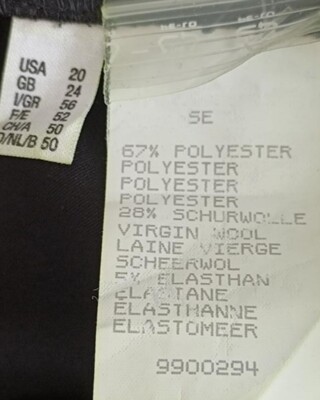 USA 20
GB 24
I/GR 56
F/E 52
CH/A 50
D/NL/B 50
SE
67% POLYESTER
POLYESTER
POLYESTER
POLYESTER
28% SCHURWOLLE
VIRGIN WOOL
LAINE VIERGE
SCHEERWOL
5% ELASTHAN
ELASTANE
ELASTHANNE
ELASTOMEER
9900294